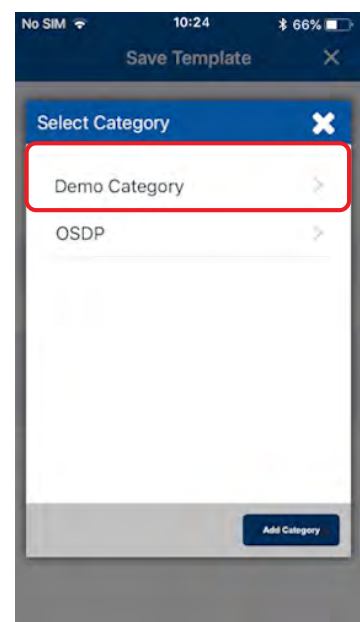 No SIM 10:24 66%
Save Template
Select Category
Demo Category
OSDP
Add Category